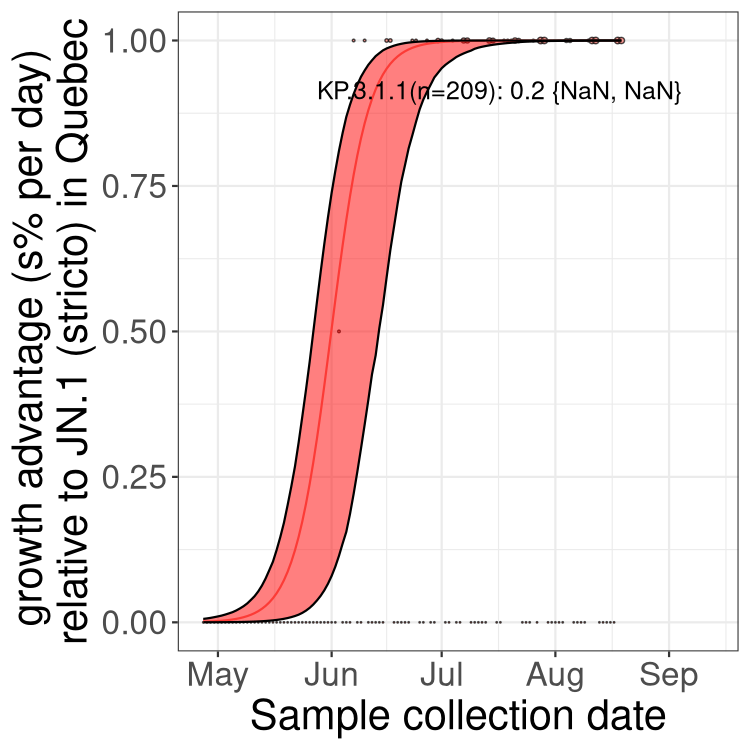 growth advantage (s% per day)
relative to JN.1 (stricto) in Quebec
1.00
0.75
0.50
0.25
0.00
KP.3.1.1(n=209): 0.2 {NaN, NaN}
May Jun Jul Aug Sep
Sample collection date